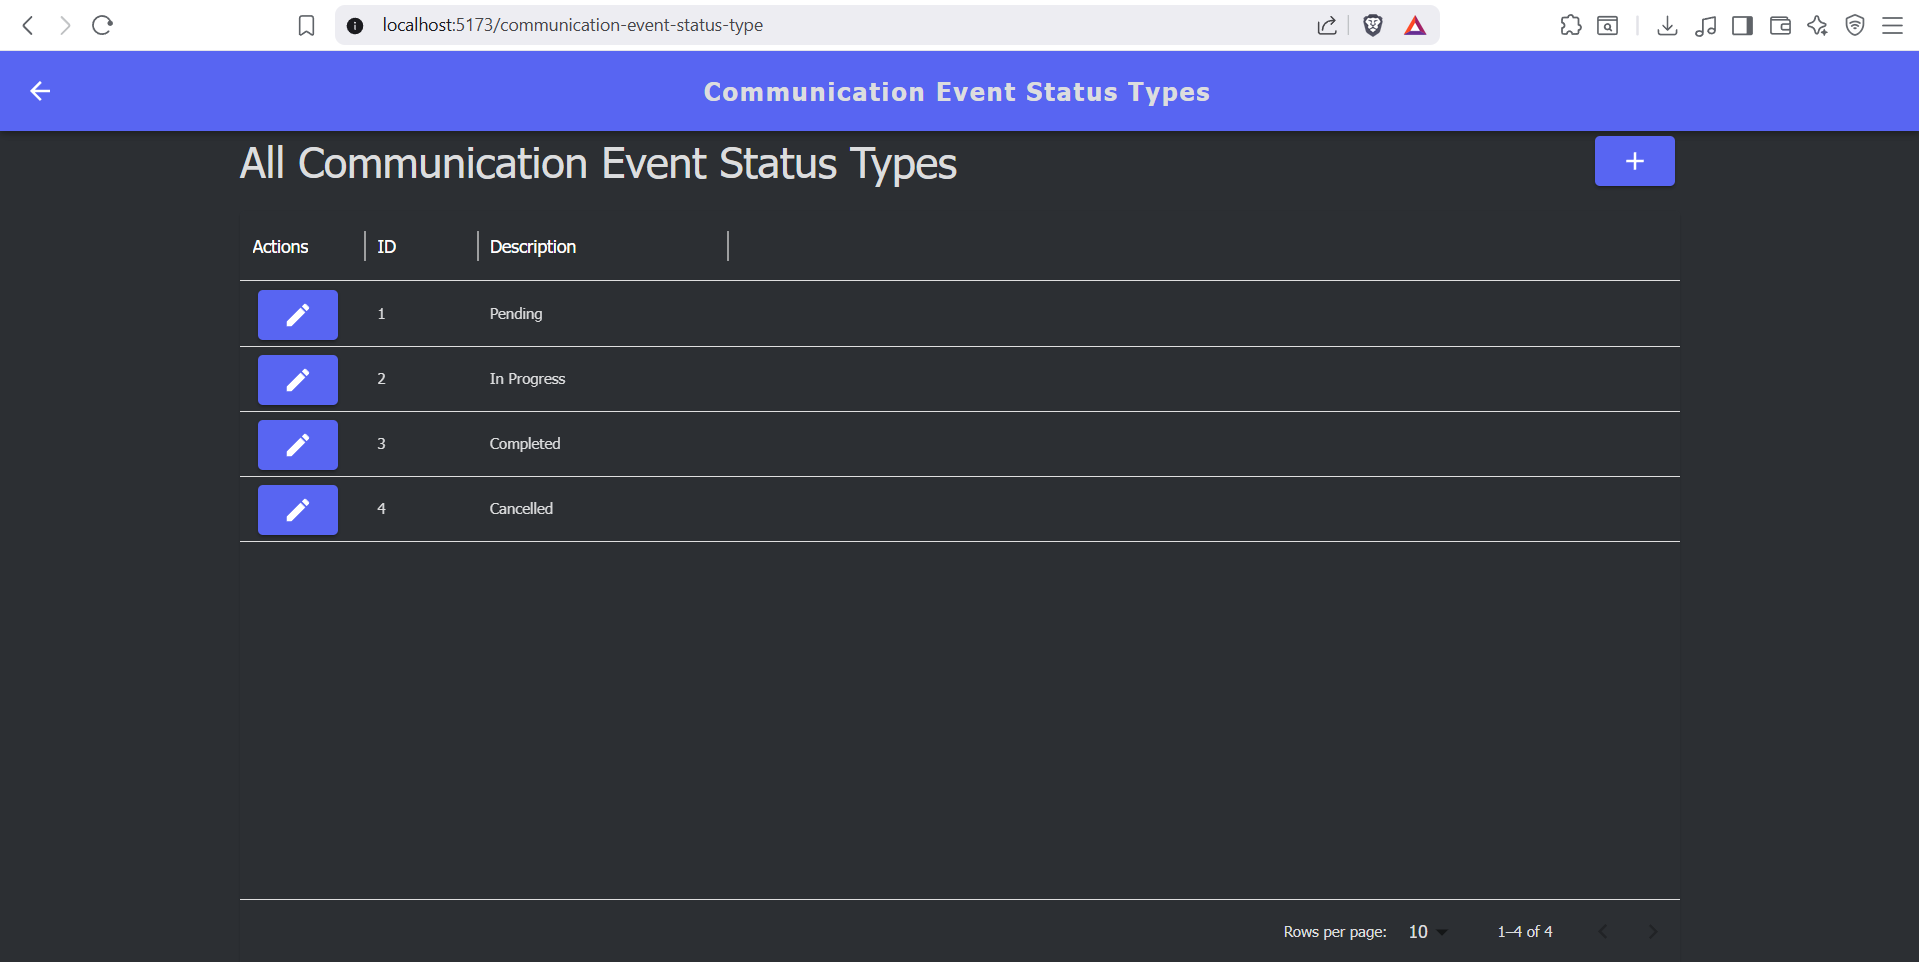 localhost:5173/communication-event-status-type
Communication Event Status Types
All Communication Event Status Types
Actions ID Description
1 Pending
2 In Progress
3 Completed
4 Cancelled
Rows per page: 10 1–4 of 4